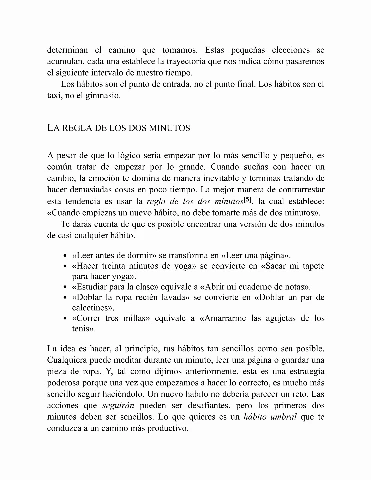 determinan el camino que tomamos. Estas pequeñas elecciones se
acumulan, cada una establece la trayectoria que nos indica cómo pasaremos
el siguiente intervalo de nuestro tiempo.
Los hábitos son el punto de entrada, no el punto final. Los hábitos son el
taxi, no el gimnasio.
LA REGLA DE LOS DOS MINUTOS
A pesar de que lo lógico sería empezar por lo más sencillo y pequeño, es
común tratar de empezar por lo grande. Cuando sueñas con hacer un
cambio, la emoción te domina de manera inevitable y terminas tratando de
hacer demasiadas cosas en poco tiempo. La mejor manera de contrarrestar
esta tendencia es usar la regla de los dos minutos[5], la cual establece:
«Cuando empiezas un nuevo hábito, no debe tomarte más de dos minutos».
Te darás cuenta de que es posible encontrar una versión de dos minutos
de casi cualquier hábito.
• «Leer antes de dormir» se transforma en «Leer una página».
• «Hacer treinta minutos de yoga» se convierte en «Sacar mi tapete
para hacer yoga».
• «Estudiar para la clase» equivale a «Abrir mi cuaderno de notas».
• «Doblar la ropa recién lavada» se convierte en «Doblar un par de
calcetines».
• «Correr tres millas» equivale a «Amarrarme las agujetas de los
tenis».
La idea es hacer, al principio, tus hábitos tan sencillos como sea posible.
Cualquiera puede meditar durante un minuto, leer una página o guardar una
pieza de ropa. Y, tal como dijimos anteriormente, esta es una estrategia
poderosa porque una vez que empezamos a hacer lo correcto, es mucho más
sencillo seguir haciéndolo. Un nuevo hábito no debería parecer un reto. Las
acciones que seguirán pueden ser desafiantes, pero los primeros dos
minutos deben ser sencillos. Lo que quieres es un hábito umbral que te
conduzca a un camino más productivo.